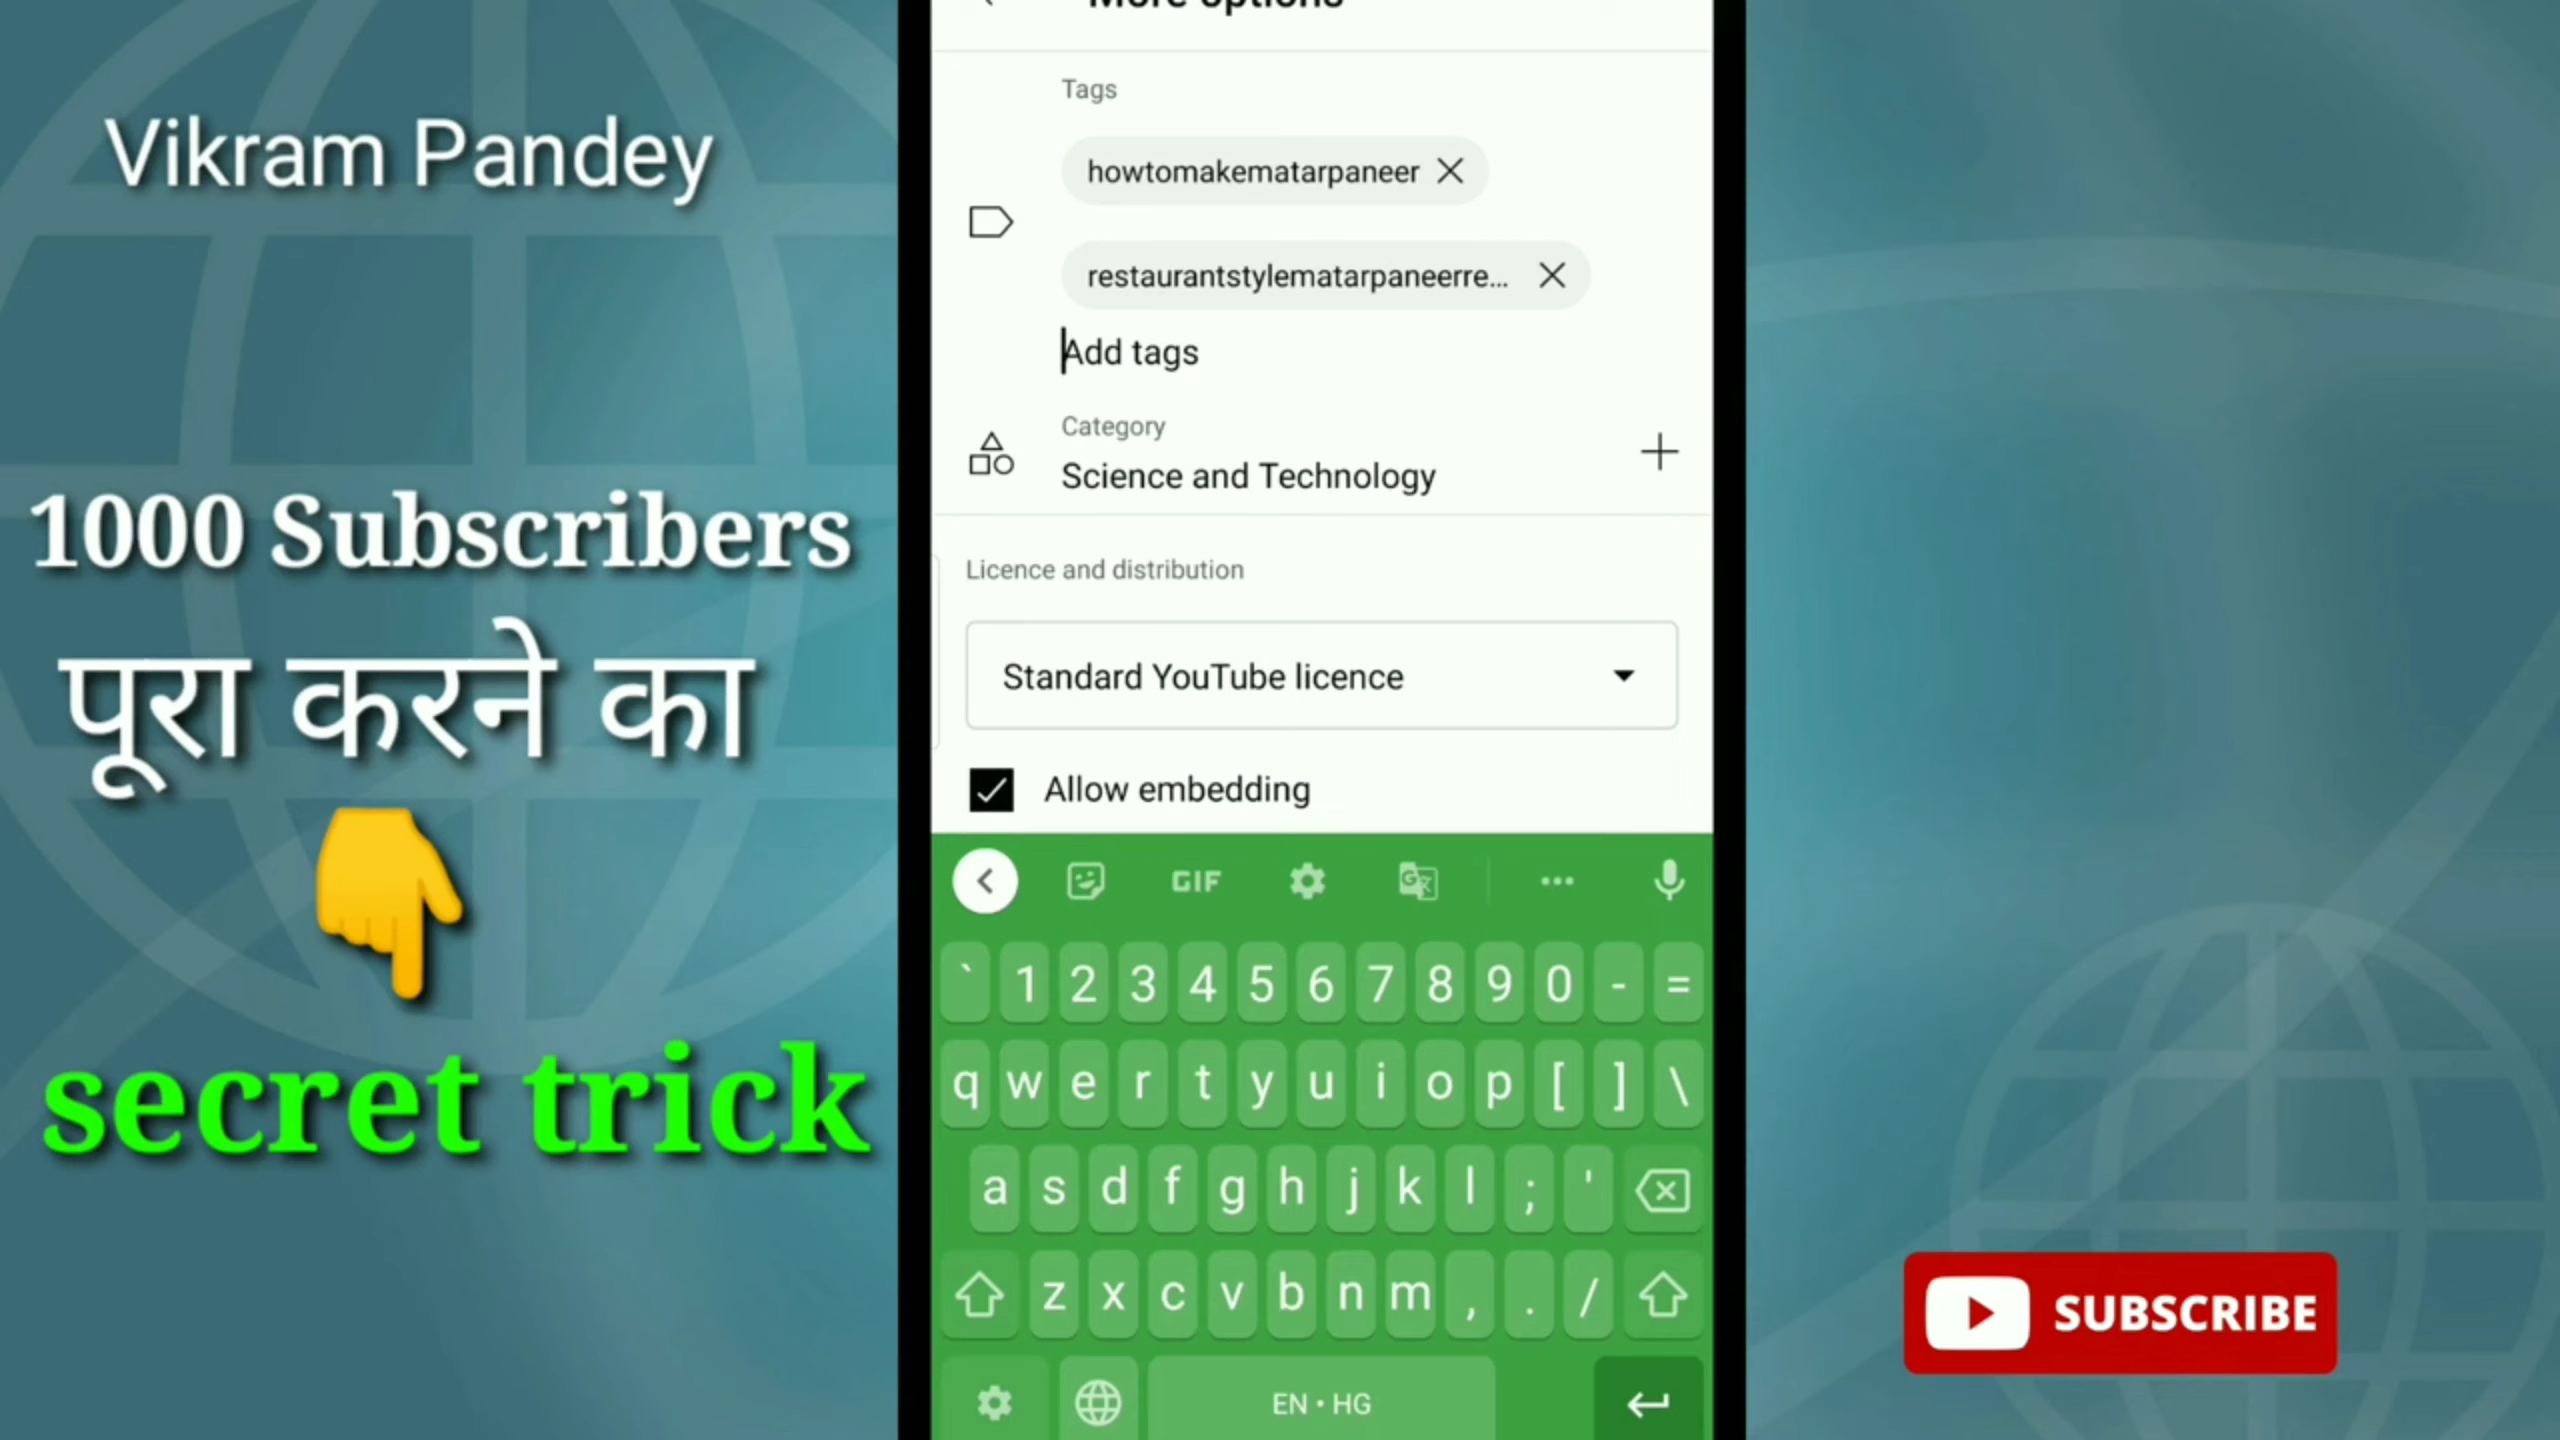 Vikram Pandey
1000 Subscribers
पूरा करने का
secret trick
More options
Tags
howtomakematarpaneer
restaurantstylematarpaneerre...
Add tags
Category
Science and Technology
Licence and distribution
Standard YouTube licence
Allow embedding
GIF
` 1 2 3 4 5 6 7 8 9 0 - =
q w e r t y u i o p [ ] \
a s d f g h j k l ; '
z x c v b n m , . /
EN • HG
SUBSCRIBE